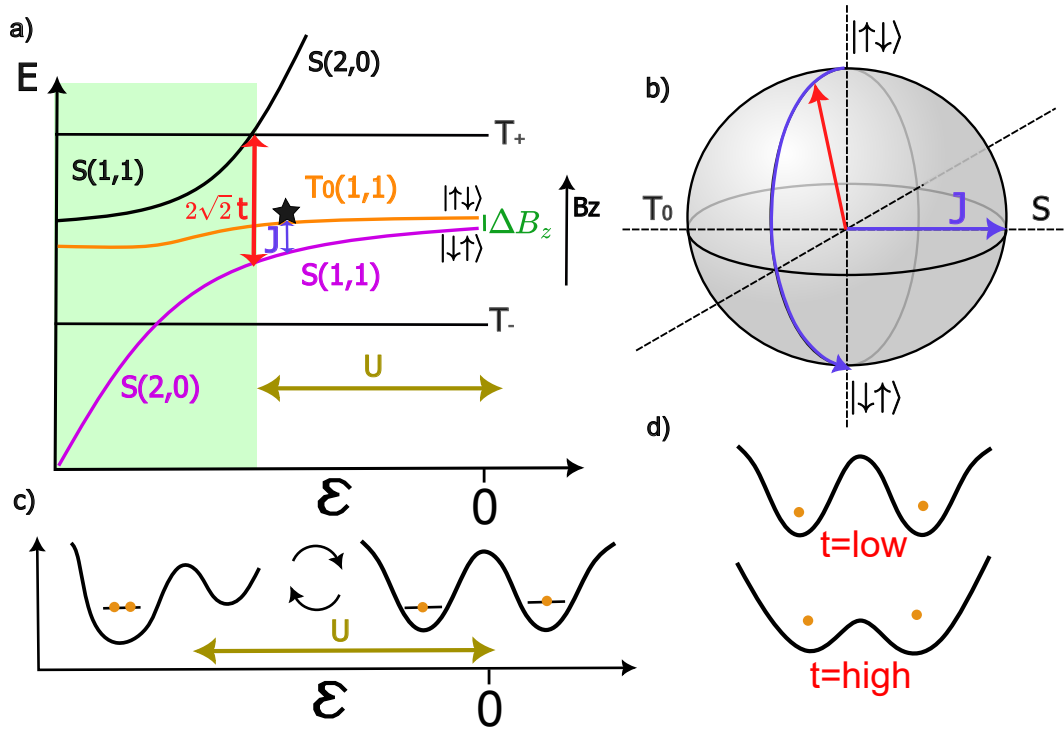 a)
E
S(2,0)
T₊
S(1,1)
T₀(1,1)
|↑↓⟩
2√2 t
J
ΔB_z
|↓↑⟩
S(1,1)
Bz
T₋
S(2,0)
U
ε
0
b)
|↑↓⟩
T₀
J
S
|↓↑⟩
c)
U
ε
0
d)
t=low
t=high